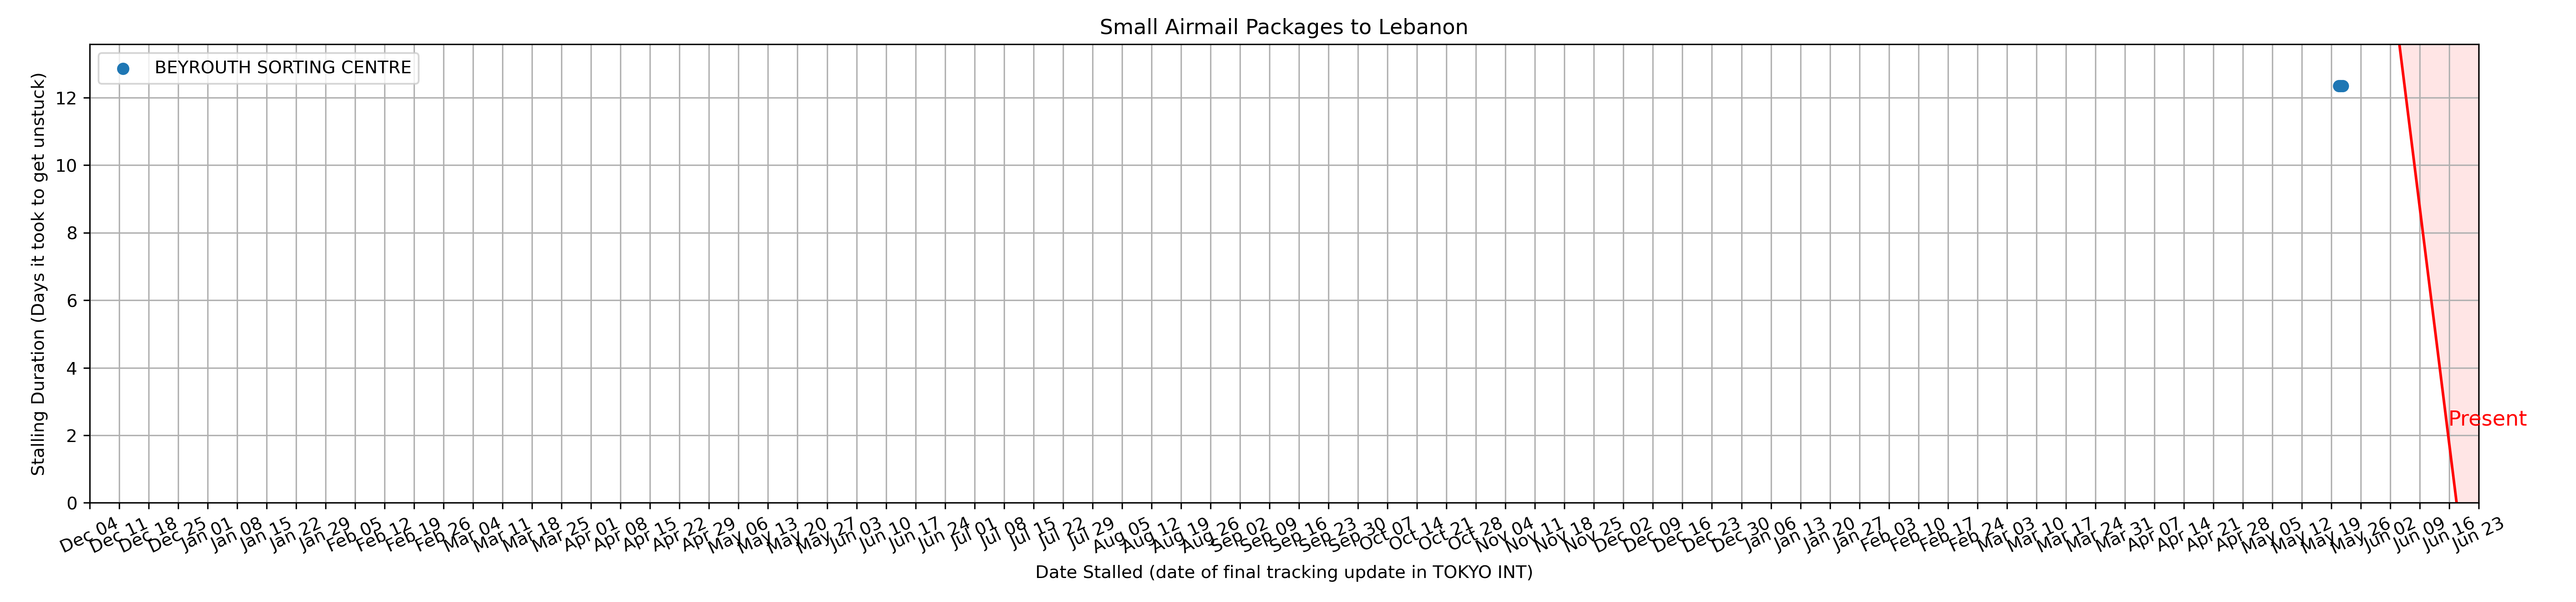 Small Airmail Packages to Lebanon
BEYROUTH SORTING CENTRE
Stalling Duration (Days it took to get unstuck)
12
10
8
6
4
2
0
Present
Dec 04
Dec 11
Dec 18
Dec 25
Jan 01
Jan 08
Jan 15
Jan 22
Jan 29
Feb 05
Feb 12
Feb 19
Feb 26
Mar 04
Mar 11
Mar 18
Mar 25
Apr 01
Apr 08
Apr 15
Apr 22
Apr 29
May 06
May 13
May 20
May 27
Jun 03
Jun 10
Jun 17
Jun 24
Jul 01
Jul 08
Jul 15
Jul 22
Jul 29
Aug 05
Aug 12
Aug 19
Aug 26
Sep 02
Sep 09
Sep 16
Sep 23
Sep 30
Oct 07
Oct 14
Oct 21
Oct 28
Nov 04
Nov 11
Nov 18
Nov 25
Dec 02
Dec 09
Dec 16
Dec 23
Dec 30
Jan 06
Jan 13
Jan 20
Jan 27
Feb 03
Feb 10
Feb 17
Feb 24
Mar 03
Mar 10
Mar 17
Mar 24
Mar 31
Apr 07
Apr 14
Apr 21
Apr 28
May 05
May 12
May 19
May 26
Jun 02
Jun 09
Jun 16
Jun 23
Date Stalled (date of final tracking update in TOKYO INT)